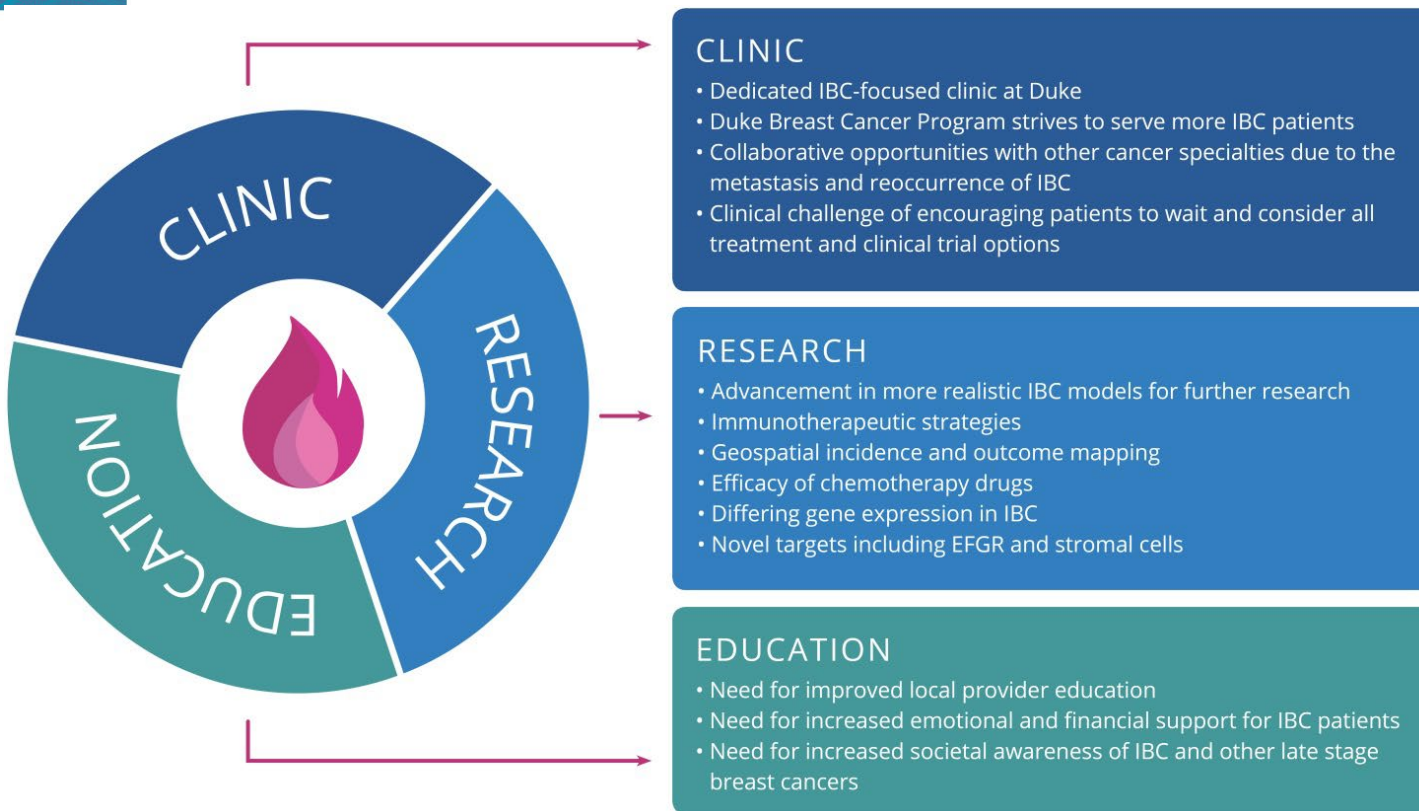 CLINIC
RESEARCH
EDUCATION
CLINIC
• Dedicated IBC-focused clinic at Duke
• Duke Breast Cancer Program strives to serve more IBC patients
• Collaborative opportunities with other cancer specialties due to the
metastasis and reoccurrence of IBC
• Clinical challenge of encouraging patients to wait and consider all
treatment and clinical trial options
RESEARCH
• Advancement in more realistic IBC models for further research
• Immunotherapeutic strategies
• Geospatial incidence and outcome mapping
• Efficacy of chemotherapy drugs
• Differing gene expression in IBC
• Novel targets including EFGR and stromal cells
EDUCATION
• Need for improved local provider education
• Need for increased emotional and financial support for IBC patients
• Need for increased societal awareness of IBC and other late stage
breast cancers